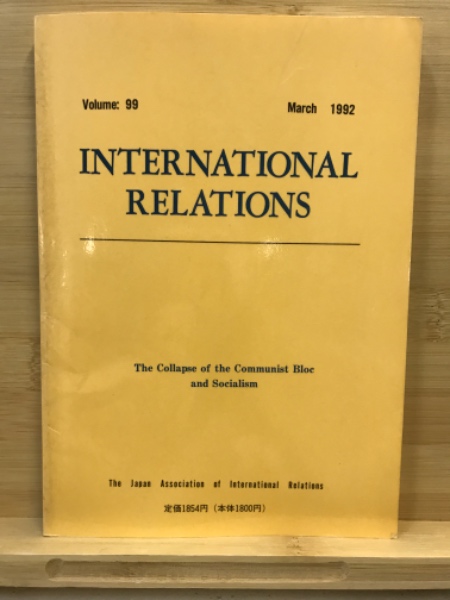 Volume: 99 March 1992
INTERNATIONAL
RELATIONS
The Collapse of the Communist Bloc
and Socialism
The Japan Association of International Relations
定価1854円(本体1800円)